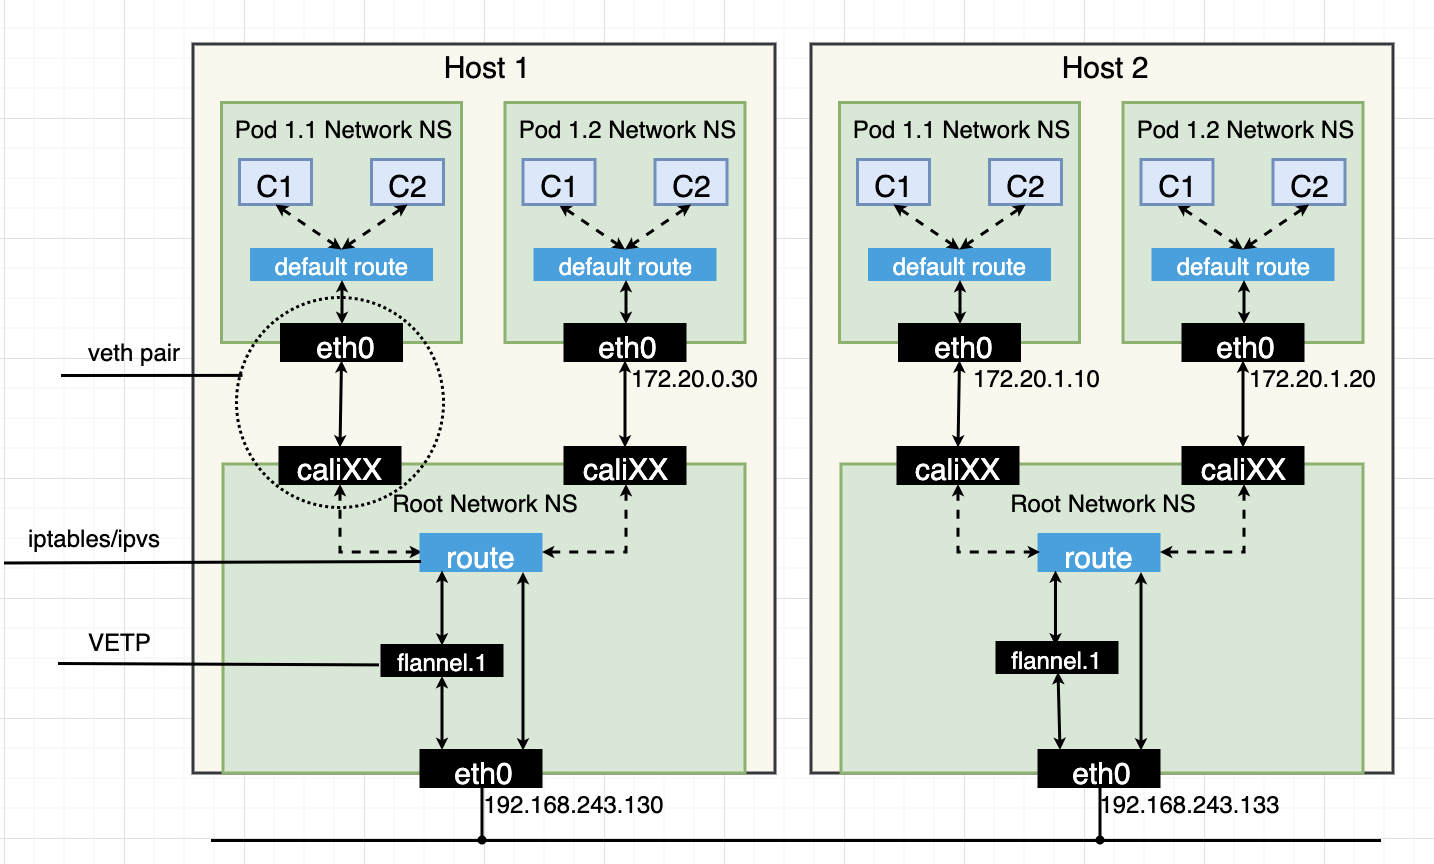 Host 1
Host 2
Pod 1.1 Network NS
Pod 1.2 Network NS
Pod 1.1 Network NS
Pod 1.2 Network NS
C1
C2
C1
C2
C1
C2
C1
C2
default route
default route
default route
default route
veth pair
eth0
eth0
eth0
eth0
172.20.0.30
172.20.1.10
172.20.1.20
caliXX
caliXX
caliXX
caliXX
Root Network NS
Root Network NS
iptables/ipvs
route
route
VETP
flannel.1
flannel.1
eth0
eth0
192.168.243.130
192.168.243.133